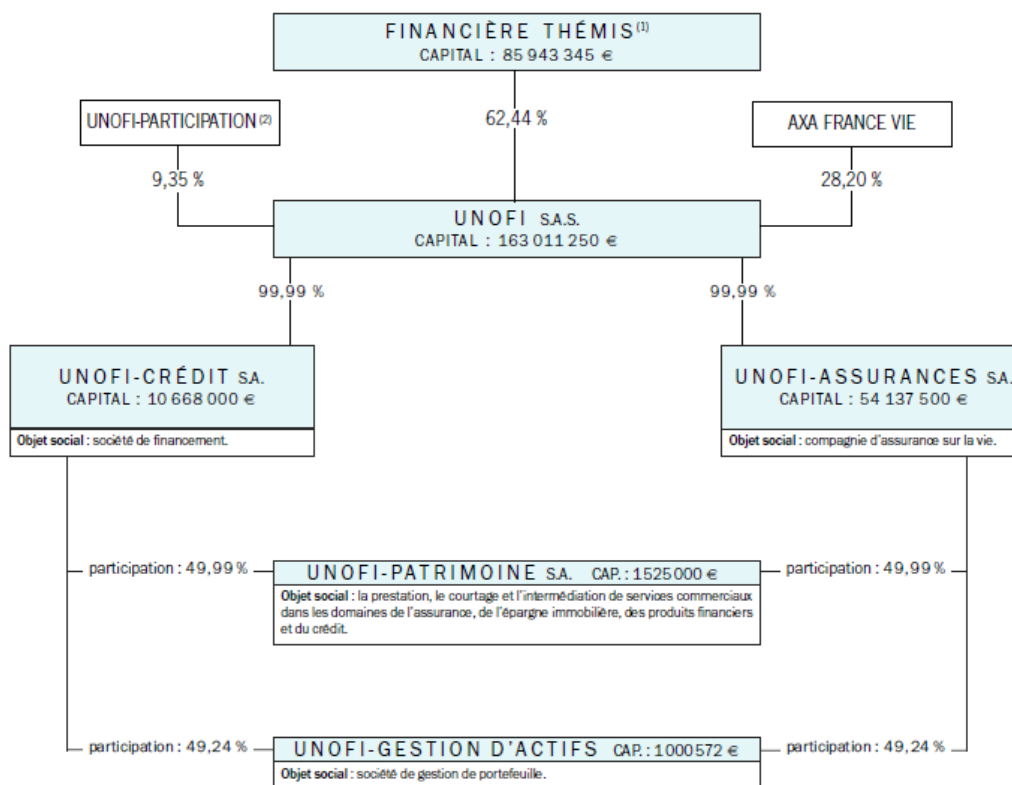 FINANCIÈRE THÉMIS (1)
CAPITAL : 85 943 345 €
UNOFI-PARTICIPATION (2)
62,44 %
AXA FRANCE VIE
9,35 %
28,20 %
UNOFI S.A.S.
CAPITAL : 163 011 250 €
99,99 %
99,99 %
UNOFI-CRÉDIT S.A.
CAPITAL : 10 668 000 €
Objet social : société de financement.
UNOFI-ASSURANCES S.A.
CAPITAL : 54 137 500 €
Objet social : compagnie d'assurance sur la vie.
participation : 49,99 %
UNOFI-PATRIMOINE S.A. CAP. : 1 525 000 €
participation : 49,99 %
Objet social : la prestation, le courtage et l'intermédiation de services commerciaux
dans les domaines de l'assurance, de l'épargne immobilière, des produits financiers
et du crédit.
participation : 49,24 %
UNOFI-GESTION D'ACTIFS CAP. : 1 000 572 €
participation : 49,24 %
Objet social : société de gestion de portefeuille.